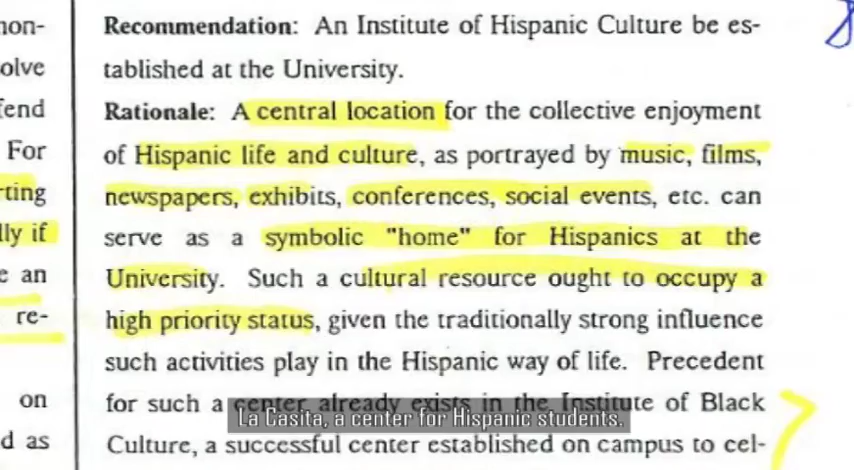 non-
olve
fend
For
rting
lly if
e an
re-
on
d as
Recommendation: An Institute of Hispanic Culture be es-
tablished at the University.
Rationale: A central location for the collective enjoyment
of Hispanic life and culture, as portrayed by music, films,
newspapers, exhibits, conferences, social events, etc. can
serve as a symbolic "home" for Hispanics at the
University. Such a cultural resource ought to occupy a
high priority status, given the traditionally strong influence
such activities play in the Hispanic way of life. Precedent
for such a center already exists in the Institute of Black
Culture, a successful center established on campus to cel-
La Casita, a center for Hispanic students.